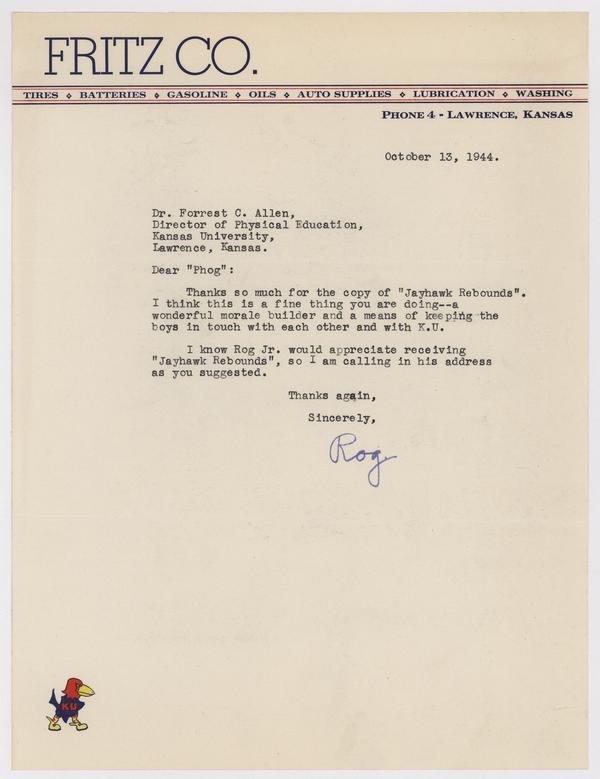 FRITZ CO.
TIRES ⋄ BATTERIES ⋄ GASOLINE ⋄ OILS ⋄ AUTO SUPPLIES ⋄ LUBRICATION ⋄ WASHING
PHONE 4 - LAWRENCE, KANSAS
October 13, 1944.
Dr. Forrest C. Allen,
Director of Physical Education,
Kansas University,
Lawrence, Kansas.
Dear "Phog":
Thanks so much for the copy of "Jayhawk Rebounds".
I think this is a fine thing you are doing--a
wonderful morale builder and a means of keeping the
boys in touch with each other and with K.U.
I know Rog Jr. would appreciate receiving
"Jayhawk Rebounds", so I am calling in his address
as you suggested.
Thanks again,
Sincerely,
Rog
KU